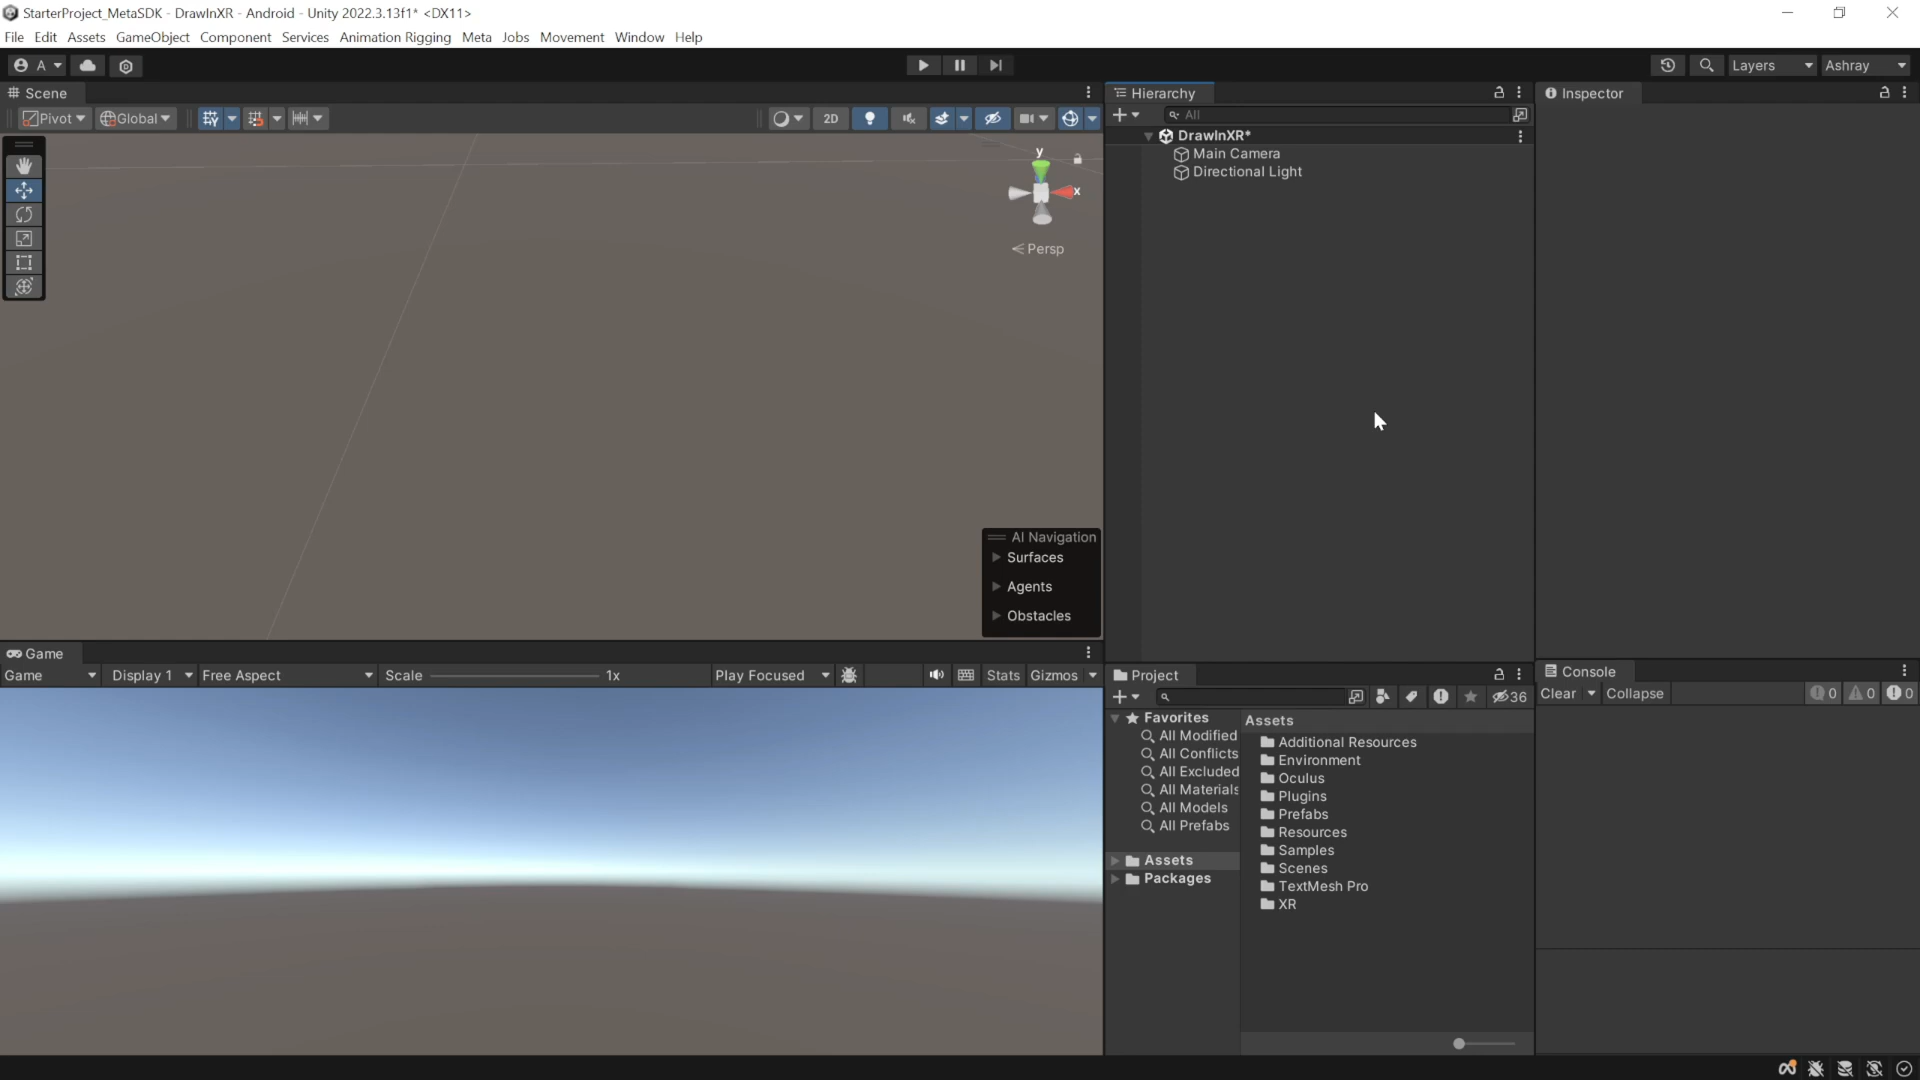 StarterProject_MetaSDK - DrawInXR - Android - Unity 2022.3.13f1* <DX11>
File Edit Assets GameObject Component Services Animation Rigging Meta Jobs Movement Window Help
A
Layers Ashray
Scene
Pivot Global 2D
y
x
Persp
AI Navigation
Surfaces
Agents
Obstacles
Game
Game Display 1 Free Aspect Scale 1x Play Focused Stats Gizmos
Hierarchy
All
DrawInXR*
Main Camera
Directional Light
Project
36
Favorites
All Modified
All Conflicts
All Excluded
All Materials
All Models
All Prefabs
Assets
Packages
Assets
Additional Resources
Environment
Oculus
Plugins
Prefabs
Resources
Samples
Scenes
TextMesh Pro
XR
Inspector
Console
Clear Collapse 0 0 0